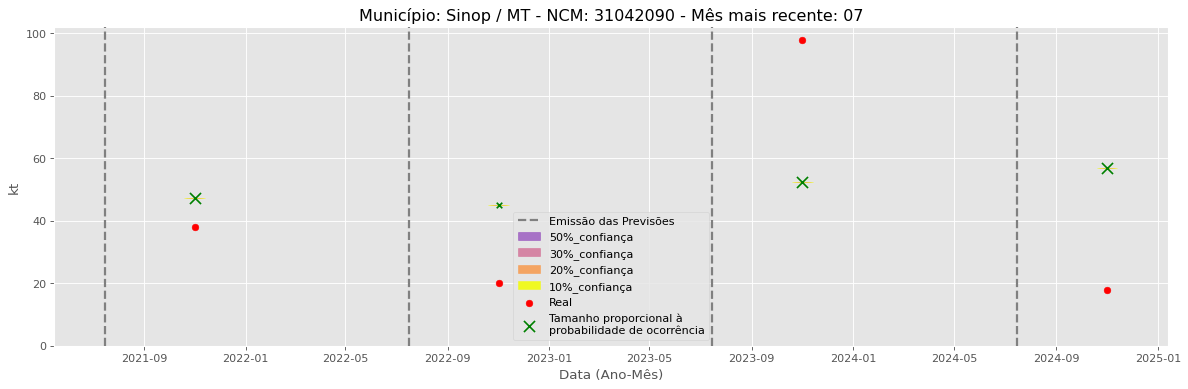 Município: Sinop / MT - NCM: 31042090 - Mês mais recente: 07
100
80
60
40
20
0
kt
Emissão das Previsões
50%_confiança
30%_confiança
20%_confiança
10%_confiança
Real
Tamanho proporcional à
probabilidade de ocorrência
2021-09 2022-01 2022-05 2022-09 2023-01 2023-05 2023-09 2024-01 2024-05 2024-09 2025-01
Data (Ano-Mês)